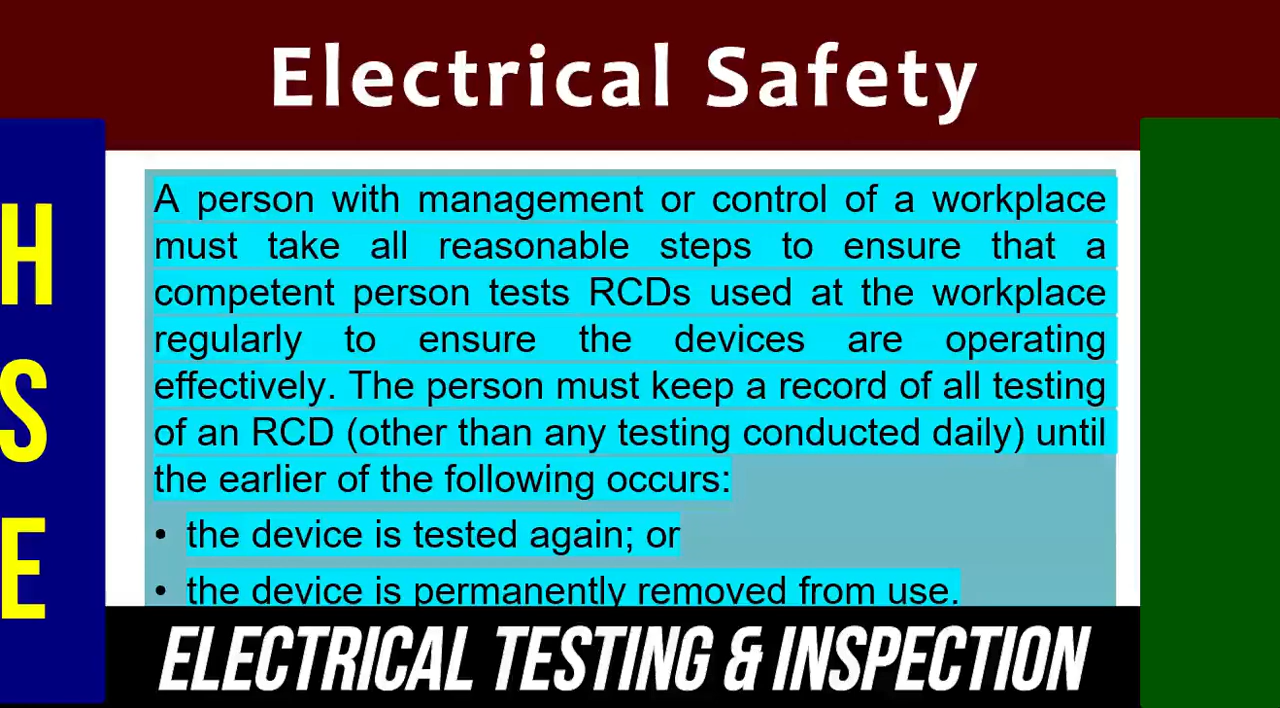 Electrical Safety
H
S
E
A person with management or control of a workplace
must take all reasonable steps to ensure that a
competent person tests RCDs used at the workplace
regularly to ensure the devices are operating
effectively. The person must keep a record of all testing
of an RCD (other than any testing conducted daily) until
the earlier of the following occurs:
• the device is tested again; or
• the device is permanently removed from use.
ELECTRICAL TESTING & INSPECTION